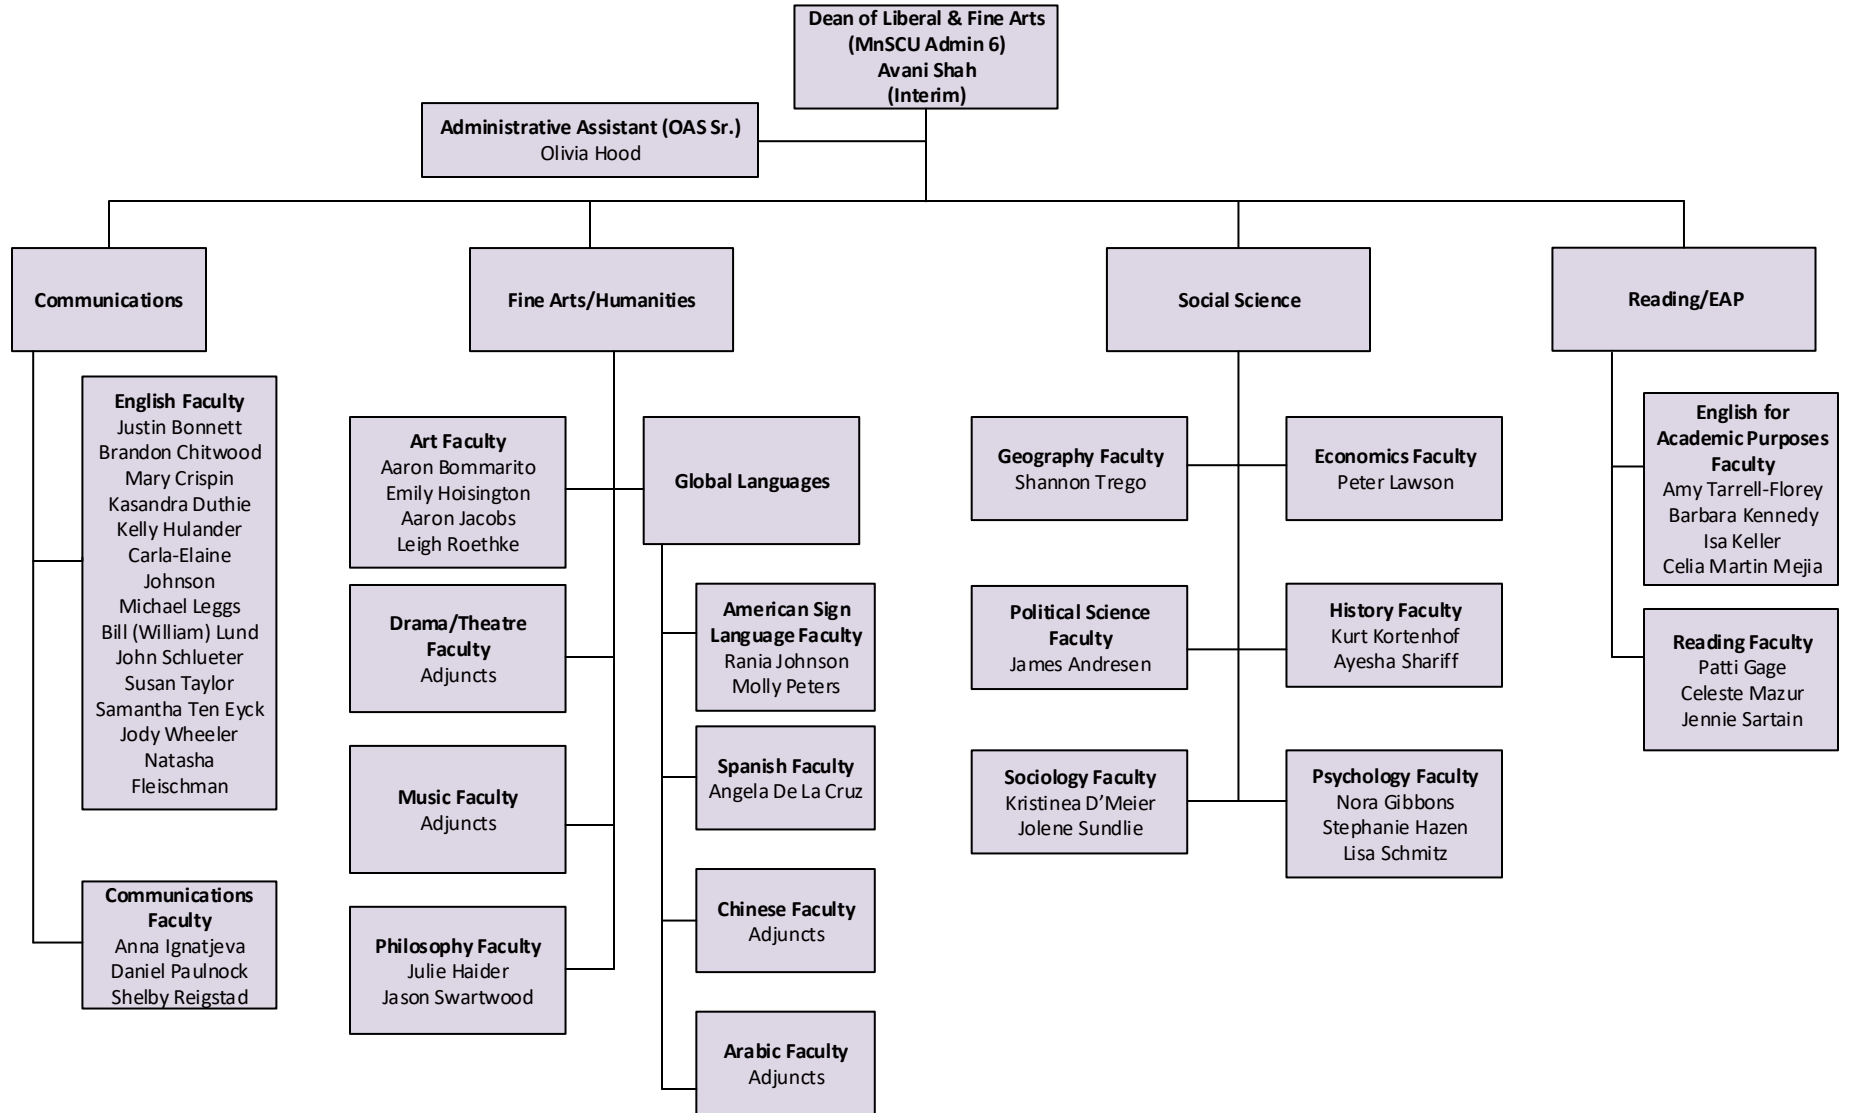 Dean of Liberal & Fine Arts
(MnSCU Admin 6)
Avani Shah
(Interim)
Administrative Assistant (OAS Sr.)
Olivia Hood
Communications
Fine Arts/Humanities
Social Science
Reading/EAP
English Faculty
Justin Bonnett
Brandon Chitwood
Mary Crispin
Kasandra Duthie
Kelly Hulander
Carla-Elaine
Johnson
Michael Leggs
Bill (William) Lund
John Schlueter
Susan Taylor
Samantha Ten Eyck
Jody Wheeler
Natasha
Fleischman
Communications
Faculty
Anna Ignatjeva
Daniel Paulnock
Shelby Reigstad
Art Faculty
Aaron Bommarito
Emily Hoisington
Aaron Jacobs
Leigh Roethke
Drama/Theatre
Faculty
Adjuncts
Music Faculty
Adjuncts
Philosophy Faculty
Julie Haider
Jason Swartwood
Global Languages
American Sign
Language Faculty
Rania Johnson
Molly Peters
Spanish Faculty
Angela De La Cruz
Chinese Faculty
Adjuncts
Arabic Faculty
Adjuncts
Geography Faculty
Shannon Trego
Economics Faculty
Peter Lawson
Political Science
Faculty
James Andresen
History Faculty
Kurt Kortenhof
Ayesha Shariff
Sociology Faculty
Kristinea D’Meier
Jolene Sundlie
Psychology Faculty
Nora Gibbons
Stephanie Hazen
Lisa Schmitz
English for
Academic Purposes
Faculty
Amy Tarrell-Florey
Barbara Kennedy
Isa Keller
Celia Martin Mejia
Reading Faculty
Patti Gage
Celeste Mazur
Jennie Sartain